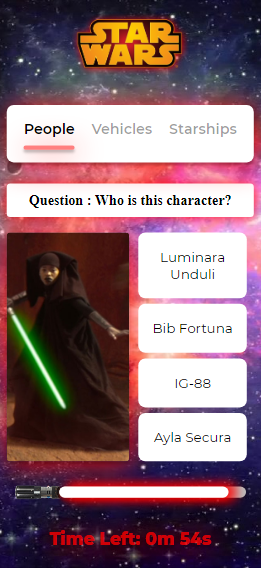 STAR
WARS
People Vehicles Starships
Question : Who is this character?
Luminara
Unduli
Bib Fortuna
IG-88
Ayla Secura
Time Left: 0m 54s